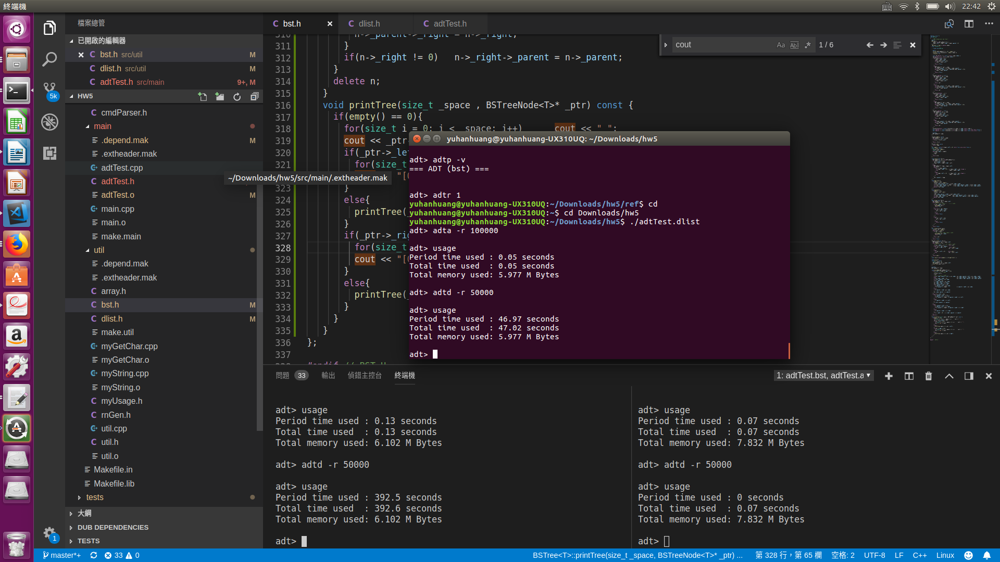 終端機
22:42
檔案總管
已開啟的編輯器
bst.h src/util M
dlist.h src/util M
adtTest.h src/main 9+, M
5k
HW5
cmdParser.h
main
.depend.mak M
.extheader.mak
adtTest.cpp
adtTest.h
adtTest.o M
main.cpp
main.o
make.main
util
.depend.mak
.extheader.mak
array.h
bst.h M
dlist.h M
make.util
myGetChar.cpp
myGetChar.o
myString.cpp
myString.o
myUsage.h
rnGen.h
util.cpp
util.h
util.o
Makefile.in
Makefile.lib
tests
大綱
DUB DEPENDENCIES
TESTS
1
~/Downloads/hw5/src/main/.extheader.mak
bst.h
dlist.h
adtTest.h
cout
Aa Abl .*
1 / 6
310 n->_parent->_right = n->_right;
311 }
312 if(n->_right != 0) n->_right->_parent = n->_parent;
313 }
314 delete n;
315 }
316 void printTree(size_t _space , BSTreeNode<T>* _ptr) const {
317 if(empty() == 0){
318 for(size_t i = 0; i < _space; i++) cout << " ";
319 cout << _ptr
320 if(_ptr->_le
321 for(size_t
"[
323 }
324 else{
325 printTree(
326 }
327 if(_ptr->_ri
328 for(size_t
329 cout << "[
330 }
331 else{
332 printTree(
333 }
334 }
335 }
336 };
337
#endif // BST_H
yuhanhuang@yuhanhuang-UX310UQ: ~/Downloads/hw5
adt> adtp -v
=== ADT (bst) ===
adt> adtr 1
yuhanhuang@yuhanhuang-UX310UQ:~/Downloads/hw5/ref$ cd
yuhanhuang@yuhanhuang-UX310UQ:~$ cd Downloads/hw5
yuhanhuang@yuhanhuang-UX310UQ:~/Downloads/hw5$ ./adtTest.dlist
adt> adta -r 100000
adt> usage
Period time used : 0.05 seconds
Total time used  : 0.05 seconds
Total memory used: 5.977 M Bytes
adt> adtd -r 50000
adt> usage
Period time used : 46.97 seconds
Total time used  : 47.02 seconds
Total memory used: 5.977 M Bytes
adt>
問題 33 輸出 偵錯主控台 終端機
1: adtTest.bst, adtTest.a
adt> usage
Period time used : 0.13 seconds
Total time used  : 0.13 seconds
Total memory used: 6.102 M Bytes
adt> adtd -r 50000
adt> usage
Period time used : 392.5 seconds
Total time used  : 392.6 seconds
Total memory used: 6.102 M Bytes
adt>
adt> usage
Period time used : 0.07 seconds
Total time used  : 0.07 seconds
Total memory used: 7.832 M Bytes
adt> adtd -r 50000
adt> usage
Period time used : 0 seconds
Total time used  : 0.07 seconds
Total memory used: 7.832 M Bytes
adt>
master*+ 33 0
BSTree<T>::printTree(size_t _space, BSTreeNode<T>* _ptr) ...
第 328 行，第 65 欄
空格: 2
UTF-8
LF
C++
Linux